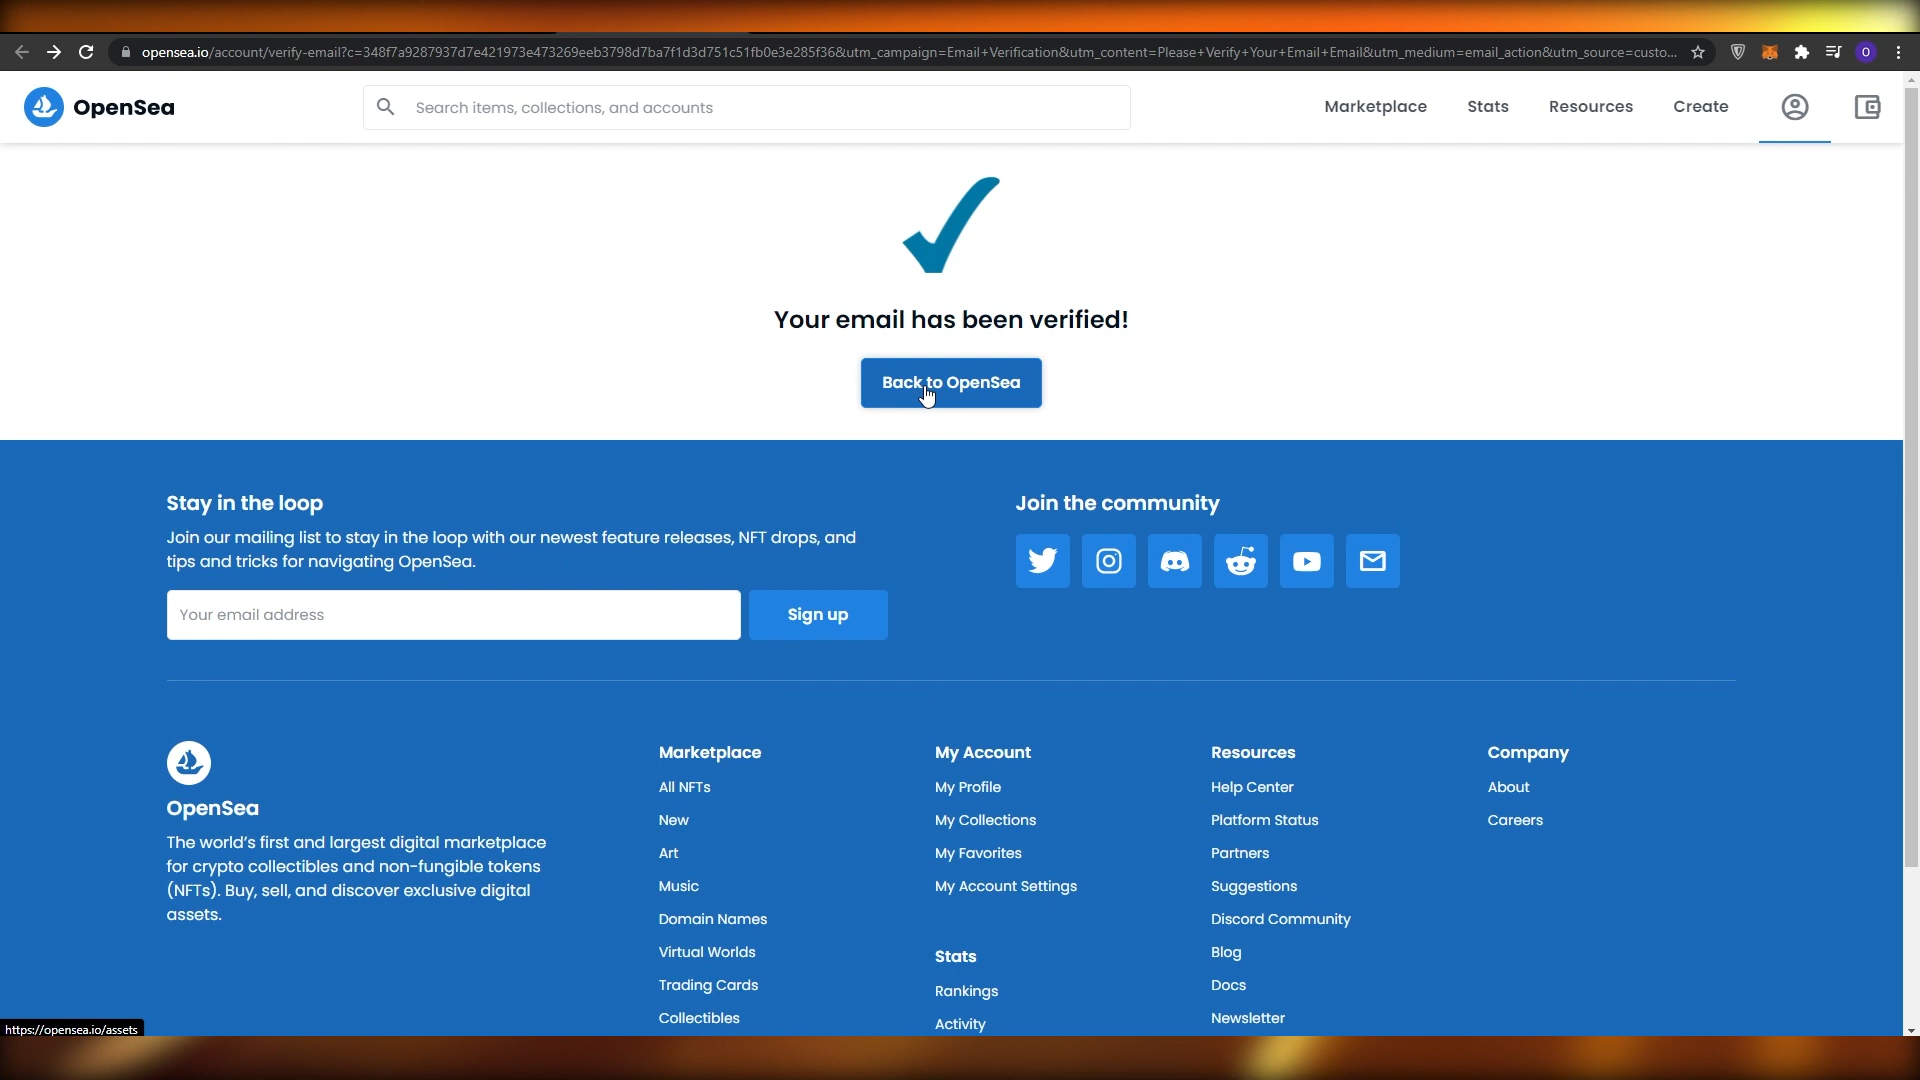 opensea.io/account/verify-email?c=348f7a9287937d7e421973e473269eeb3798d7ba7f1d3d751c51fb0e3e285f36&utm_campaign=Email+Verification&utm_content=Please+Verify+Your+Email+Email&utm_medium=email_action&utm_source=custo...
O
OpenSea
Search items, collections, and accounts
Marketplace
Stats
Resources
Create
Your email has been verified!
Back to OpenSea
Stay in the loop
Join our mailing list to stay in the loop with our newest feature releases, NFT drops, and
tips and tricks for navigating OpenSea.
Your email address
Sign up
Join the community
OpenSea
The world's first and largest digital marketplace
for crypto collectibles and non-fungible tokens
(NFTs). Buy, sell, and discover exclusive digital
assets.
Marketplace
All NFTs
New
Art
Music
Domain Names
Virtual Worlds
Trading Cards
Collectibles
My Account
My Profile
My Collections
My Favorites
My Account Settings
Stats
Rankings
Activity
Resources
Help Center
Platform Status
Partners
Suggestions
Discord Community
Blog
Docs
Newsletter
Company
About
Careers
https://opensea.io/assets